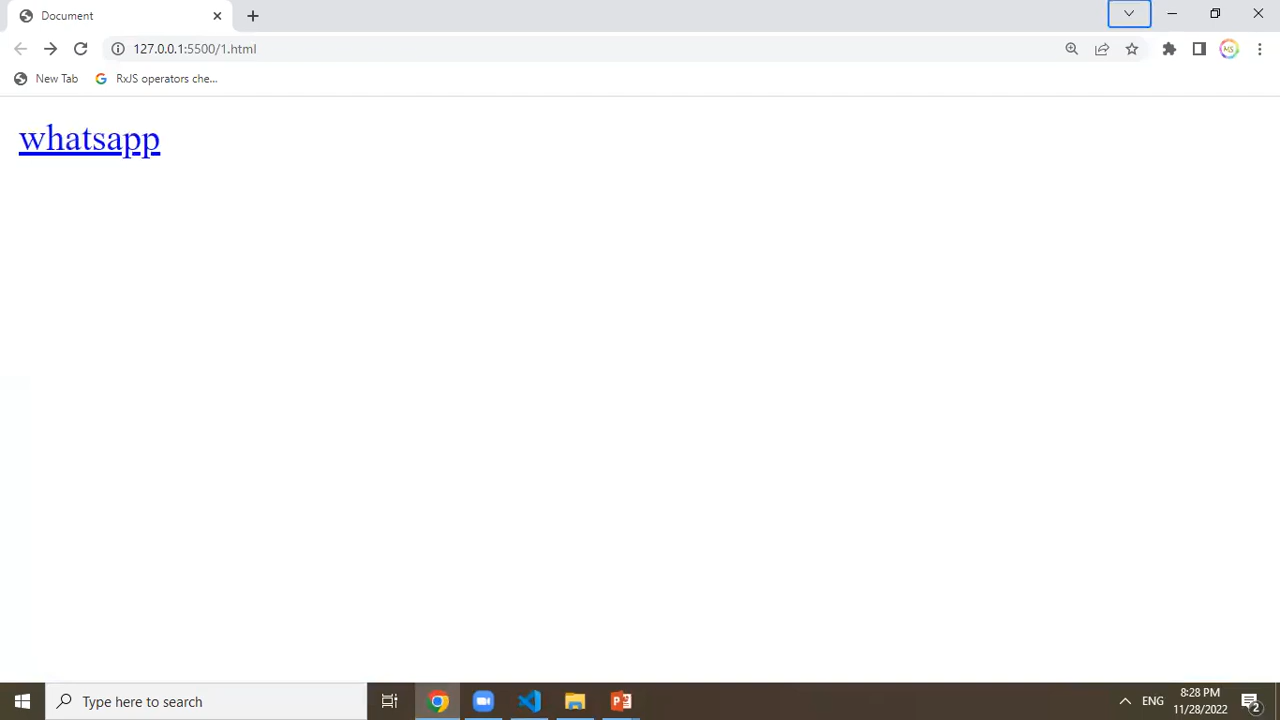 Document
127.0.0.1:5500/1.html
New Tab
RxJS operators che...
whatsapp
Type here to search
ENG
8:28 PM
11/28/2022
2